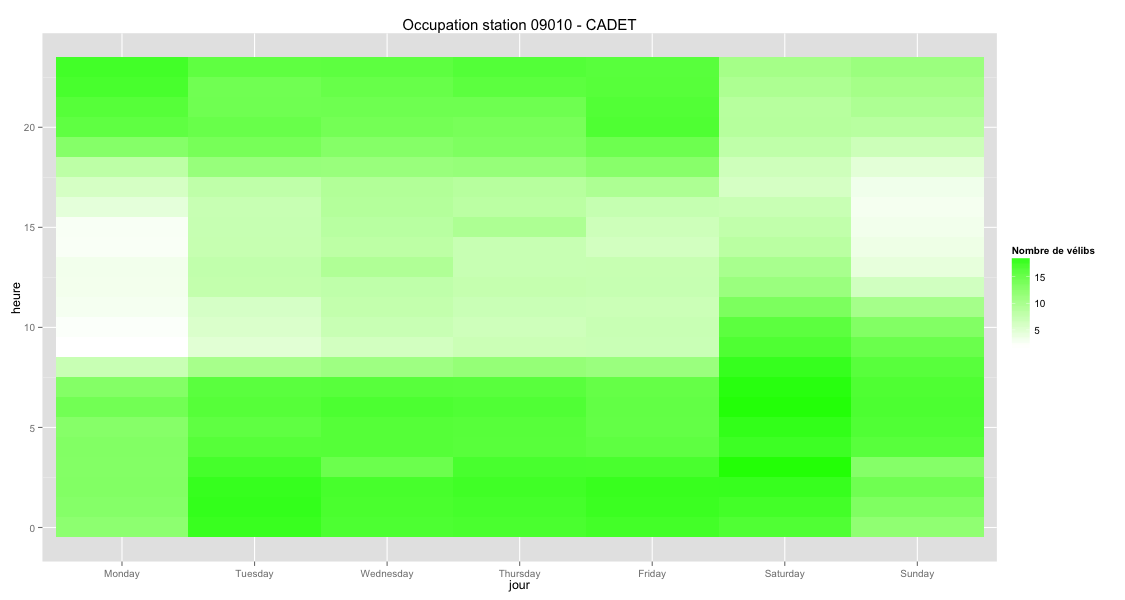 Occupation station 09010 - CADET
20
15
10
5
0
heure
Monday Tuesday Wednesday Thursday Friday Saturday Sunday
jour
Nombre de vélibs
15
10
5